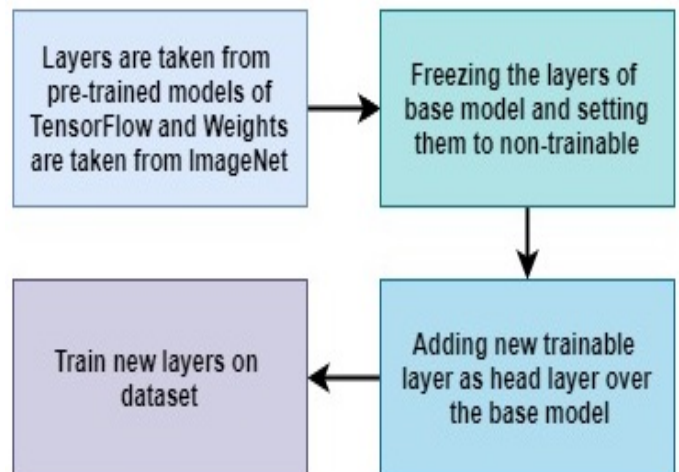 Layers are taken from
pre-trained models of
TensorFlow and Weights
are taken from ImageNet
Freezing the layers of
base model and setting
them to non-trainable
Adding new trainable
layer as head layer over
the base model
Train new layers on
dataset